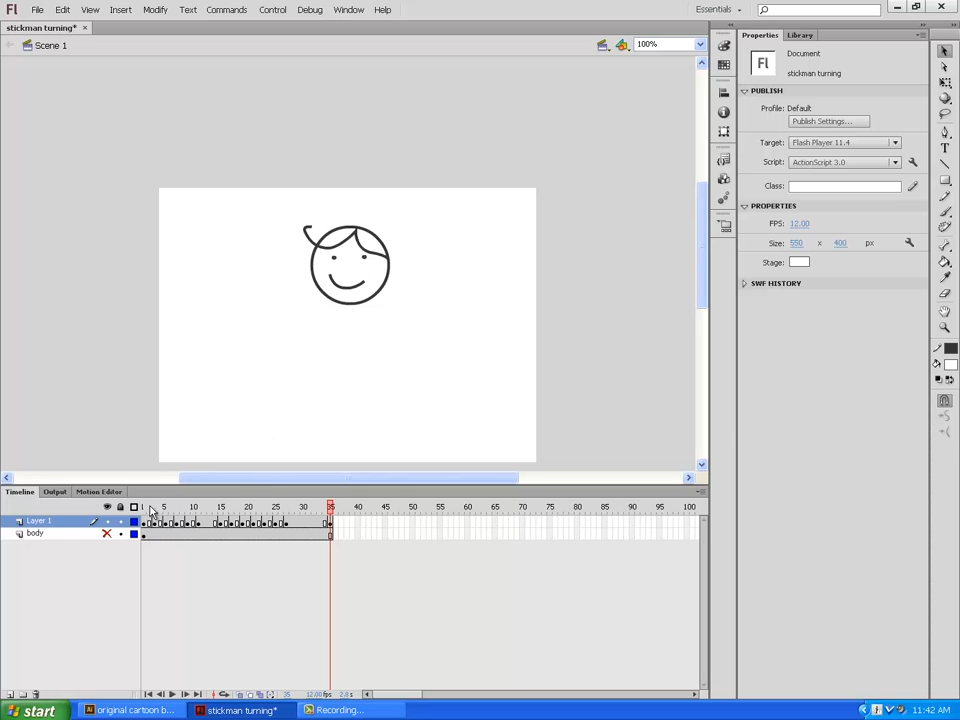 Fl File Edit View Insert Modify Text Commands Control Debug Window Help Essentials
stickman turning* ×
Scene 1 100%
Properties Library
Fl Document
stickman turning
PUBLISH
Profile: Default
Publish Settings...
Target: Flash Player 11.4
Script: ActionScript 3.0
Class:
PROPERTIES
FPS: 12.00
Size: 550 x 400 px
Stage:
SWF HISTORY
Timeline Output Motion Editor
1 5 10 15 20 25 30 35 40 45 50 55 60 65 70 75 80 85 90 95 100
Layer 1
body
35 12.00 fps 2.8 s
start original cartoon b... Fl stickman turning* Recording... 11:42 AM